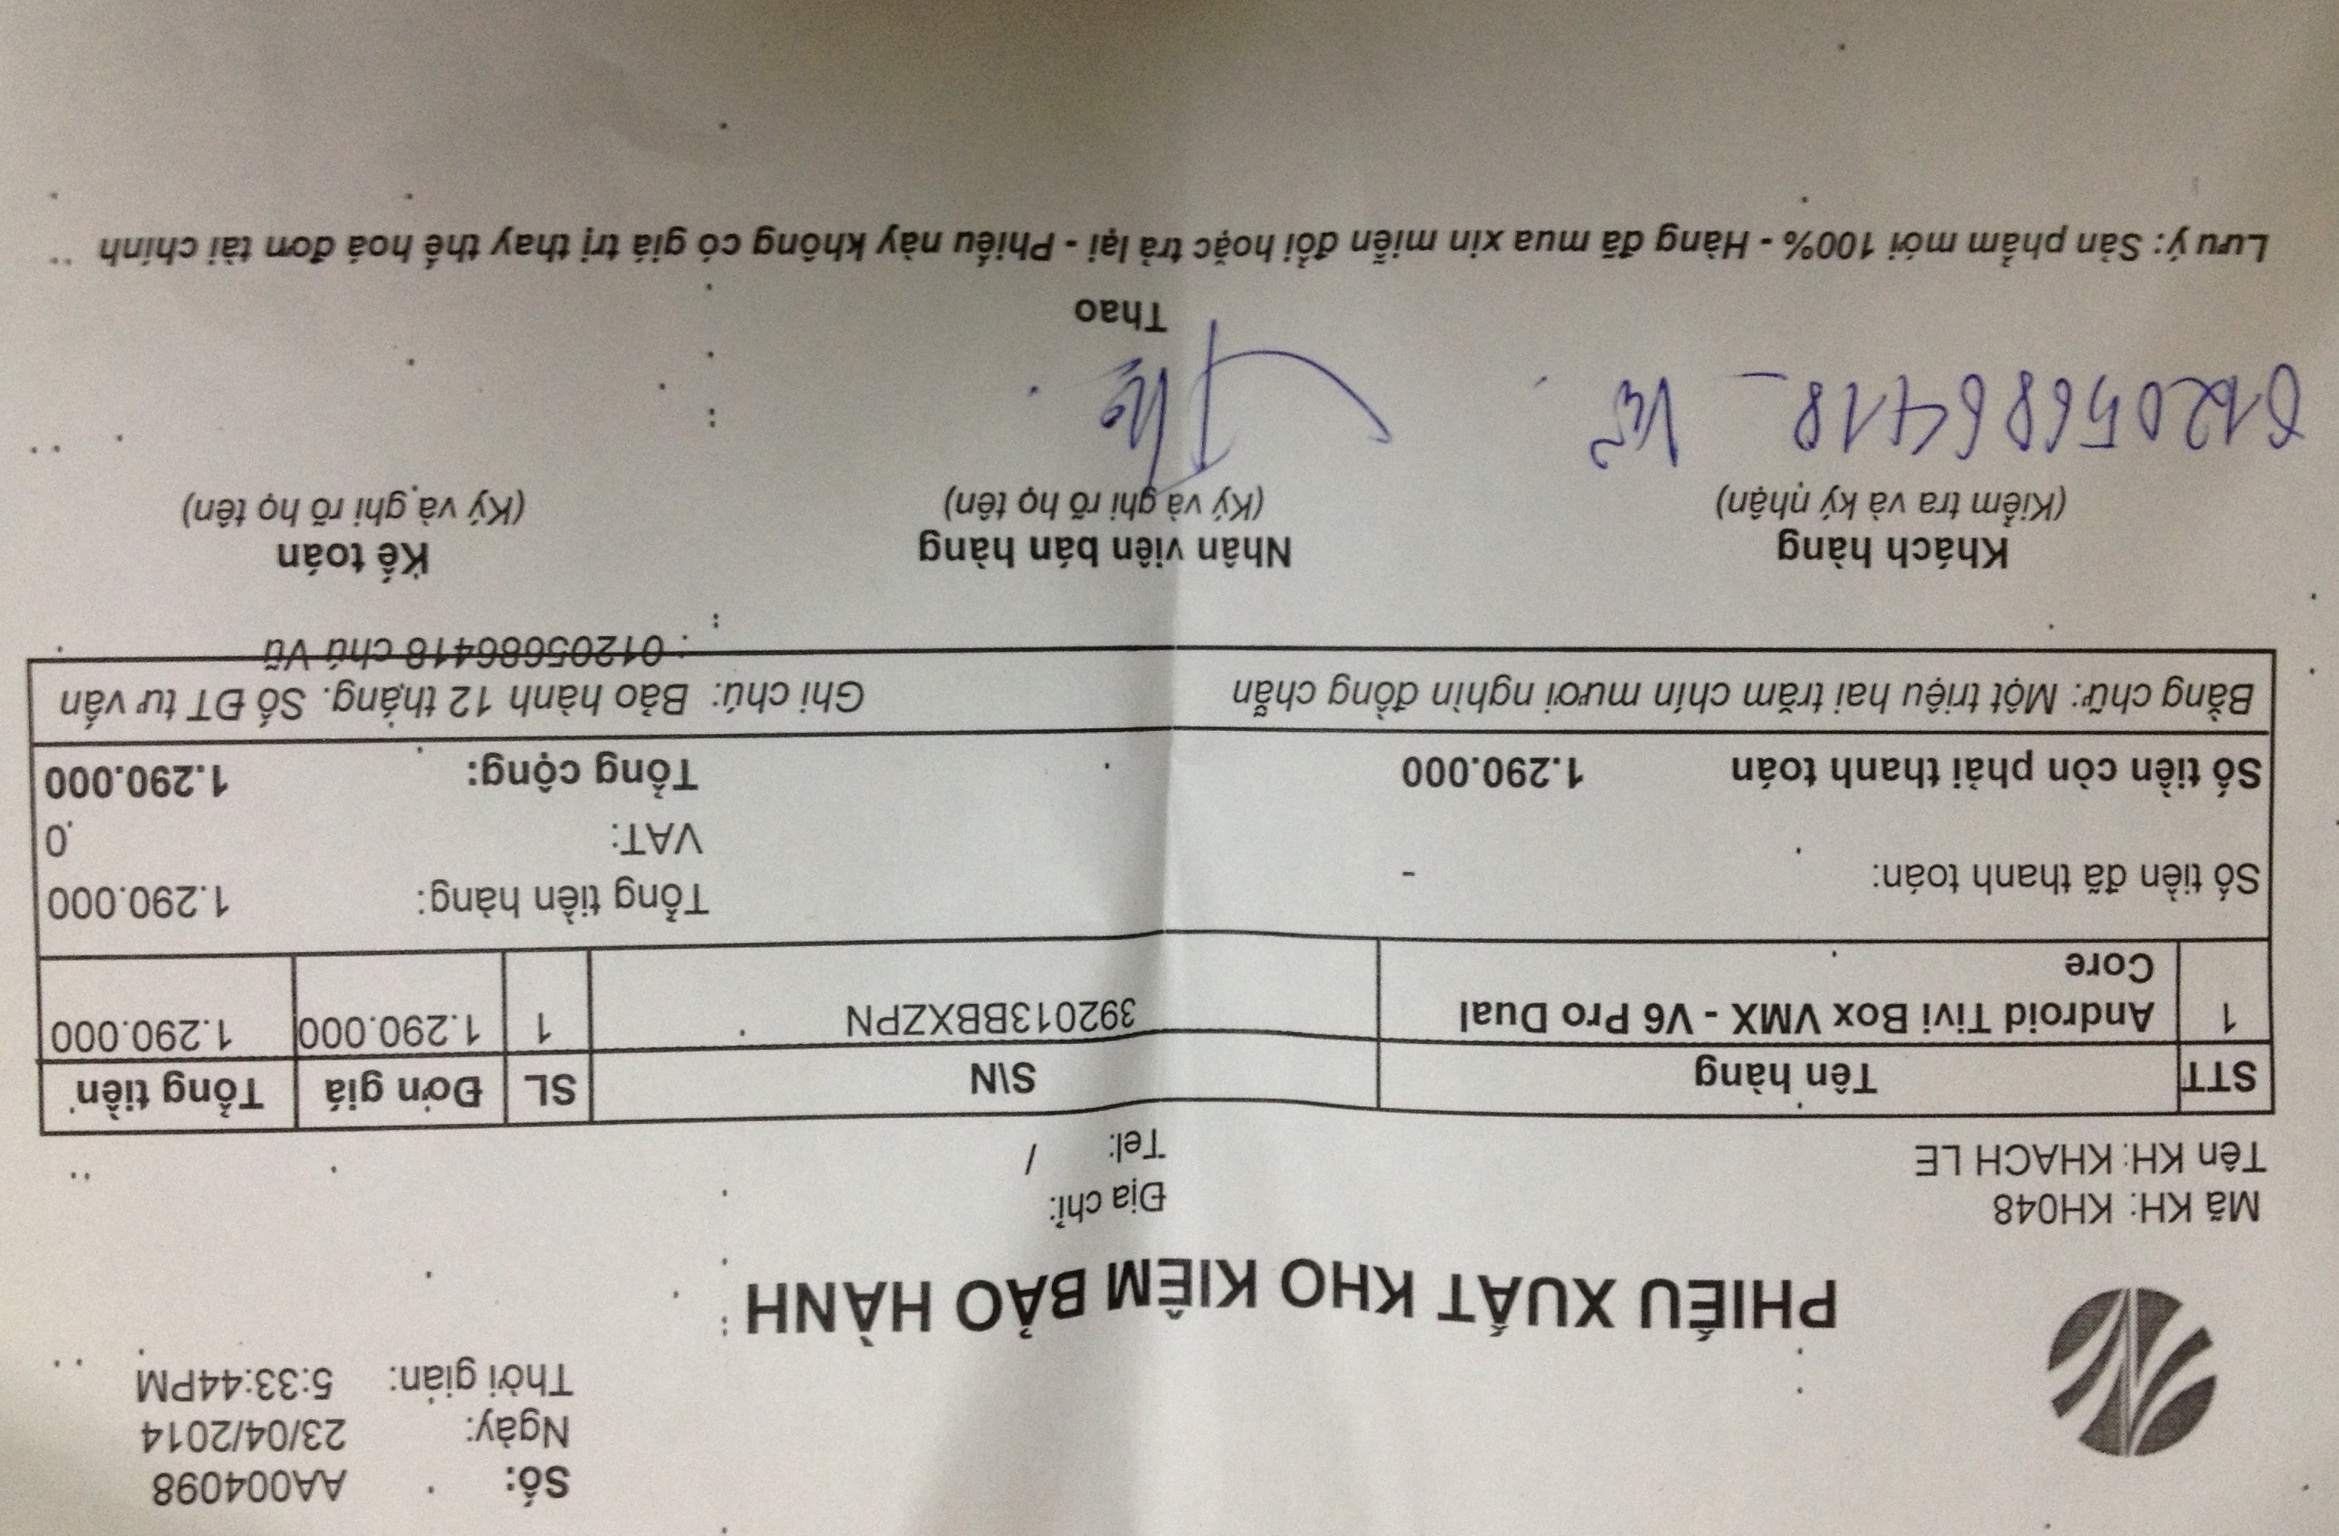 Số: AA004098
Ngày: 23/04/2014
Thời gian: 5:33:44PM
PHIẾU XUẤT KHO KIÊM BẢO HÀNH
Mã KH: KH048 Địa chỉ:
Tên KH: KHACH LE Tel: /
STT Tên hàng S\N SL Đơn giá Tổng tiền
1 Android Tivi Box VMX - V6 Pro Dual 392013BBXZPN 1 1.290.000 1.290.000
Core
Số tiền đã thanh toán: - Tổng tiền hàng: 1.290.000
VAT: 0
Số tiền còn phải thanh toán 1.290.000 Tổng cộng: 1.290.000
Bằng chữ: Một triệu hai trăm chín mươi nghìn đồng chẵn Ghi chú: Bảo hành 12 tháng. Số ĐT tư vấn
: 01205686418 chú Vũ
Khách hàng Nhân viên bán hàng Kế toán
(Kiểm tra và ký nhận) (Ký và ghi rõ họ tên) (Ký và ghi rõ họ tên)
01205686418 - Vũ
Thao
Lưu ý: Sản phẩm mới 100% - Hàng đã mua xin miễn đổi hoặc trả lại - Phiếu này không có giá trị thay thế hoá đơn tài chính